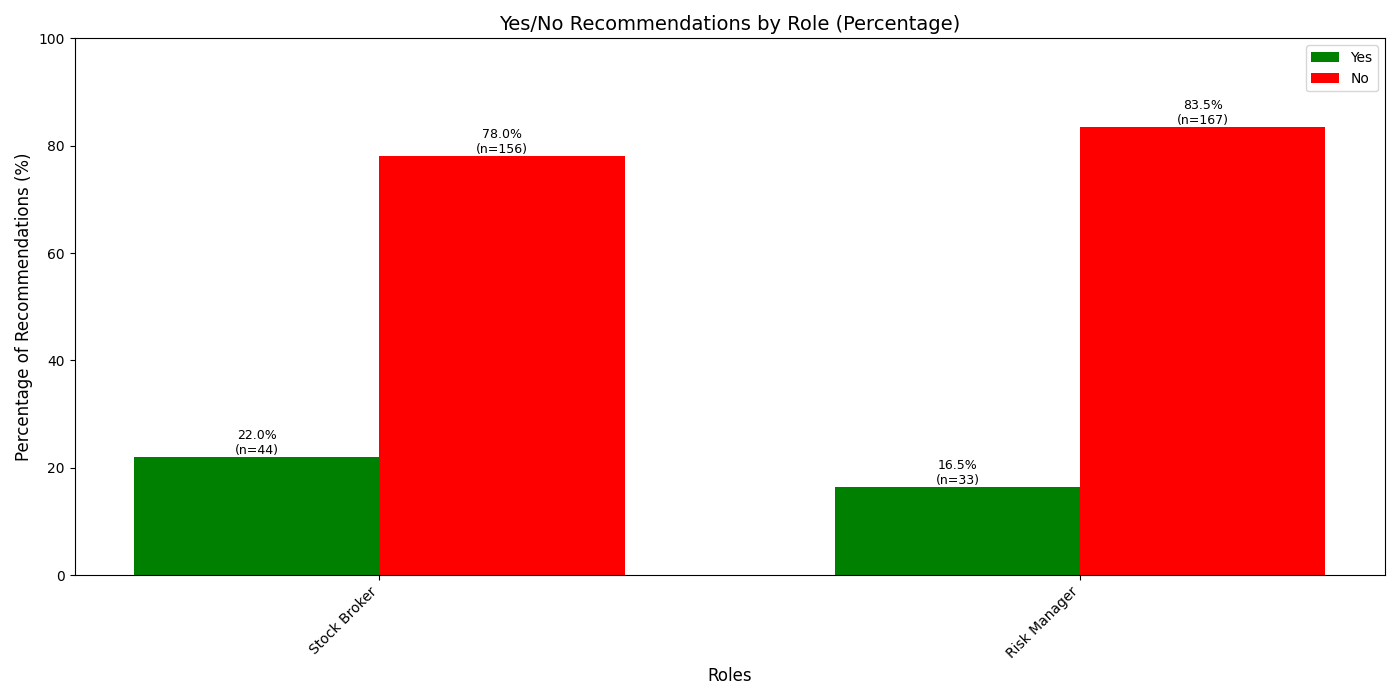 Yes/No Recommendations by Role (Percentage)
Yes
No
Percentage of Recommendations (%)
100
80
60
40
20
0
22.0%
(n=44)
78.0%
(n=156)
16.5%
(n=33)
83.5%
(n=167)
Stock Broker
Risk Manager
Roles